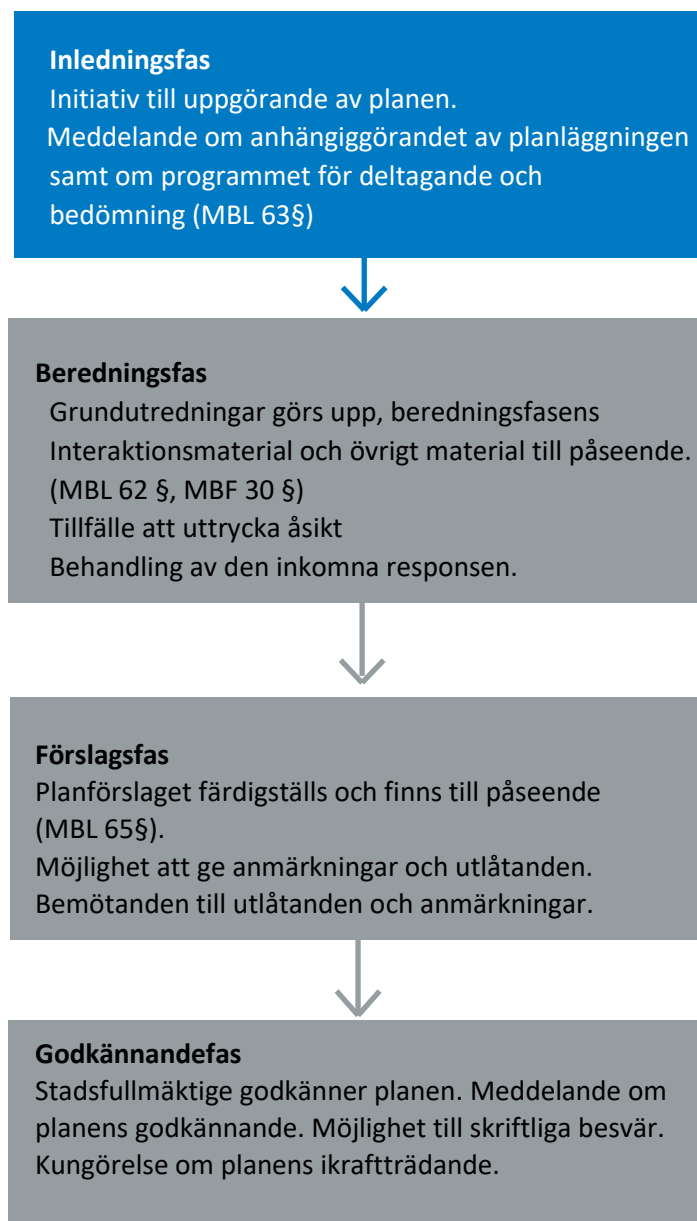 Inledningsfas
Initiativ till uppgörande av planen.
Meddelande om anhängiggörandet av planläggningen
samt om programmet för deltagande och
bedömning (MBL 63§)
Beredningsfas
Grundutredningar görs upp, beredningsfasens
Interaktionsmaterial och övrigt material till påseende.
(MBL 62 §, MBF 30 §)
Tillfälle att uttrycka åsikt
Behandling av den inkomna responsen.
Förslagsfas
Planförslaget färdigställs och finns till påseende
(MBL 65§).
Möjlighet att ge anmärkningar och utlåtanden.
Bemötanden till utlåtanden och anmärkningar.
Godkännandefas
Stadsfullmäktige godkänner planen. Meddelande om
planens godkännande. Möjlighet till skriftliga besvär.
Kungörelse om planens ikraftträdande.